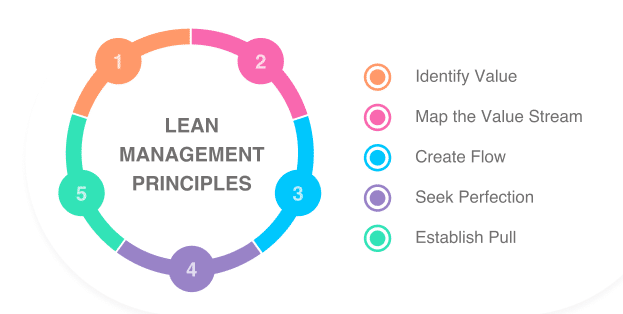 1
2
LEAN
MANAGEMENT
PRINCIPLES
5
3
4
Identify Value
Map the Value Stream
Create Flow
Seek Perfection
Establish Pull